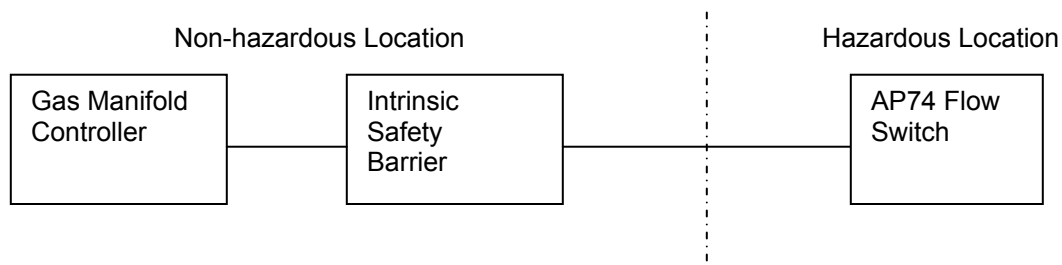 Non-hazardous Location
Hazardous Location
Gas Manifold
Controller
Intrinsic
Safety
Barrier
AP74 Flow
Switch